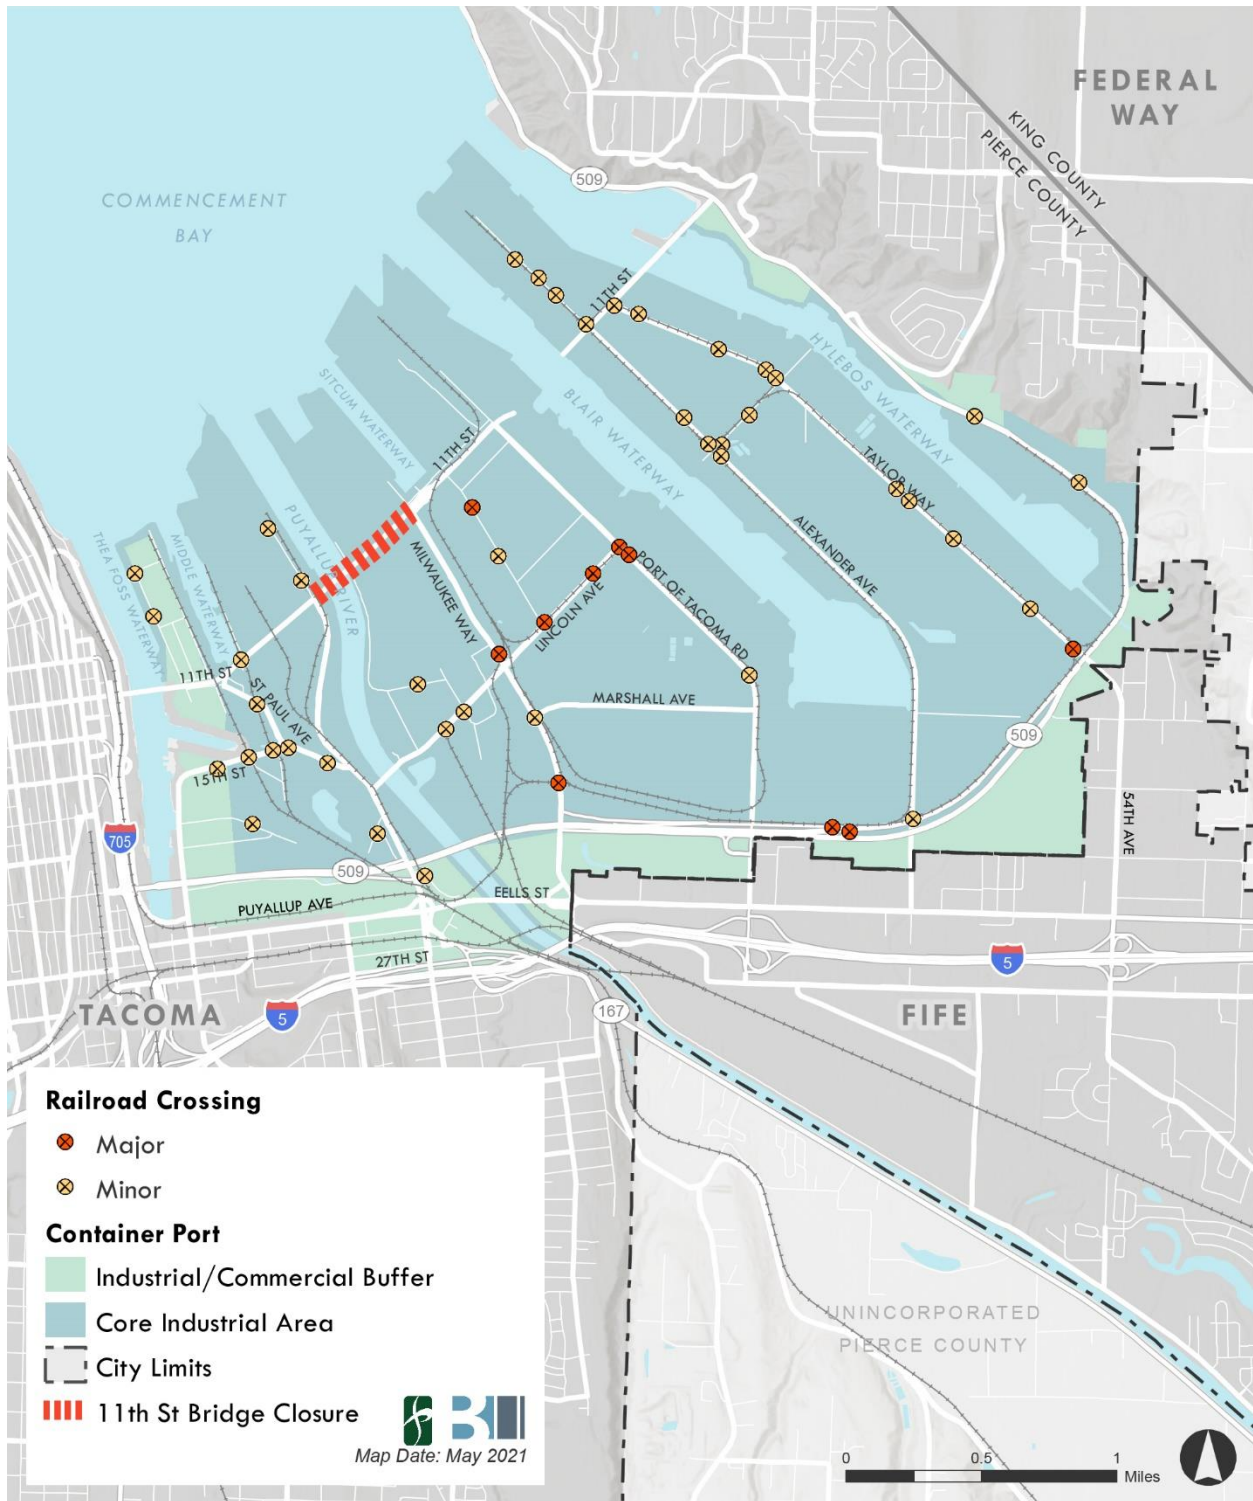 FEDERAL
WAY
KING COUNTY
PIERCE COUNTY
509
COMMENCEMENT
BAY
11TH ST
HYLEBOS WATERWAY
SITCUM WATERWAY
BLAIR WATERWAY
11TH ST
TAYLOR WAY
ALEXANDER AVE
PUYALLUP RIVER
MILWAUKEE WAY
THEA FOSS WATERWAY
MIDDLE WATERWAY
LINCOLN AVE
PORT OF TACOMA RD
11TH ST
ST PAUL AVE
MARSHALL AVE
509
15TH ST
54TH AVE
705
509
EELLS ST
PUYALLUP AVE
27TH ST
5
TACOMA
5
167
FIFE
Railroad Crossing
Major
Minor
Container Port
Industrial/Commercial Buffer
Core Industrial Area
City Limits
11th St Bridge Closure
Map Date: May 2021
UNINCORPORATED
PIERCE COUNTY
0 0.5 1
Miles